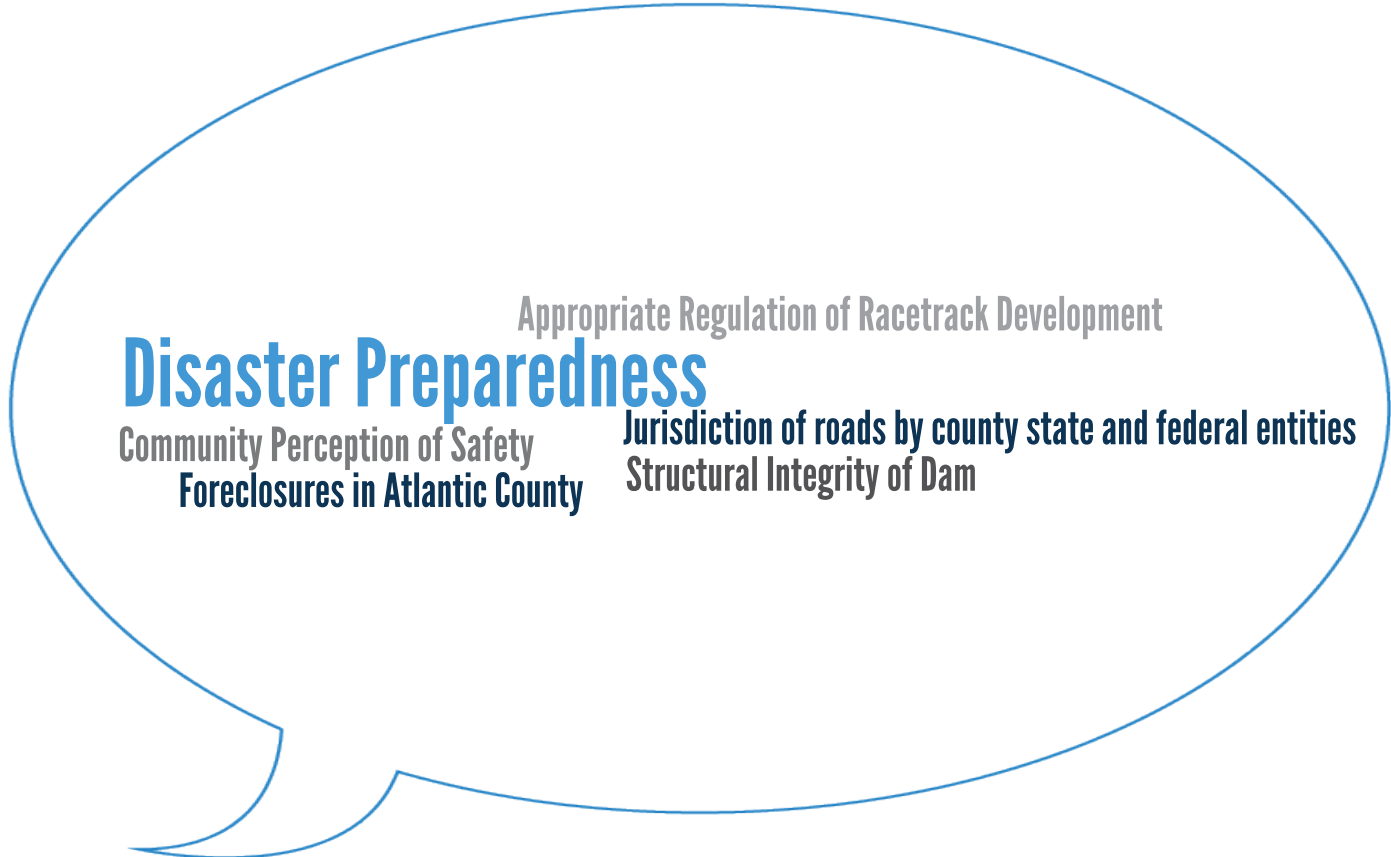 Appropriate Regulation of Racetrack Development
Disaster Preparedness
Jurisdiction of roads by county state and federal entities
Community Perception of Safety
Structural Integrity of Dam
Foreclosures in Atlantic County